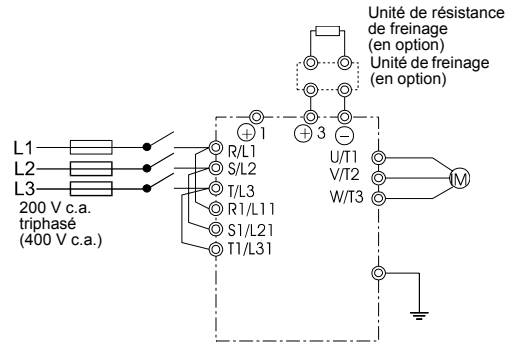 Unité de résistance
de freinage
(en option)
Unité de freinage
(en option)
⊕ 1
⊕ 3
⊖
L1
L2
L3
200 V c.a.
triphasé
(400 V c.a.)
R/L1
S/L2
T/L3
R1/L11
S1/L21
T1/L31
U/T1
V/T2
W/T3
M